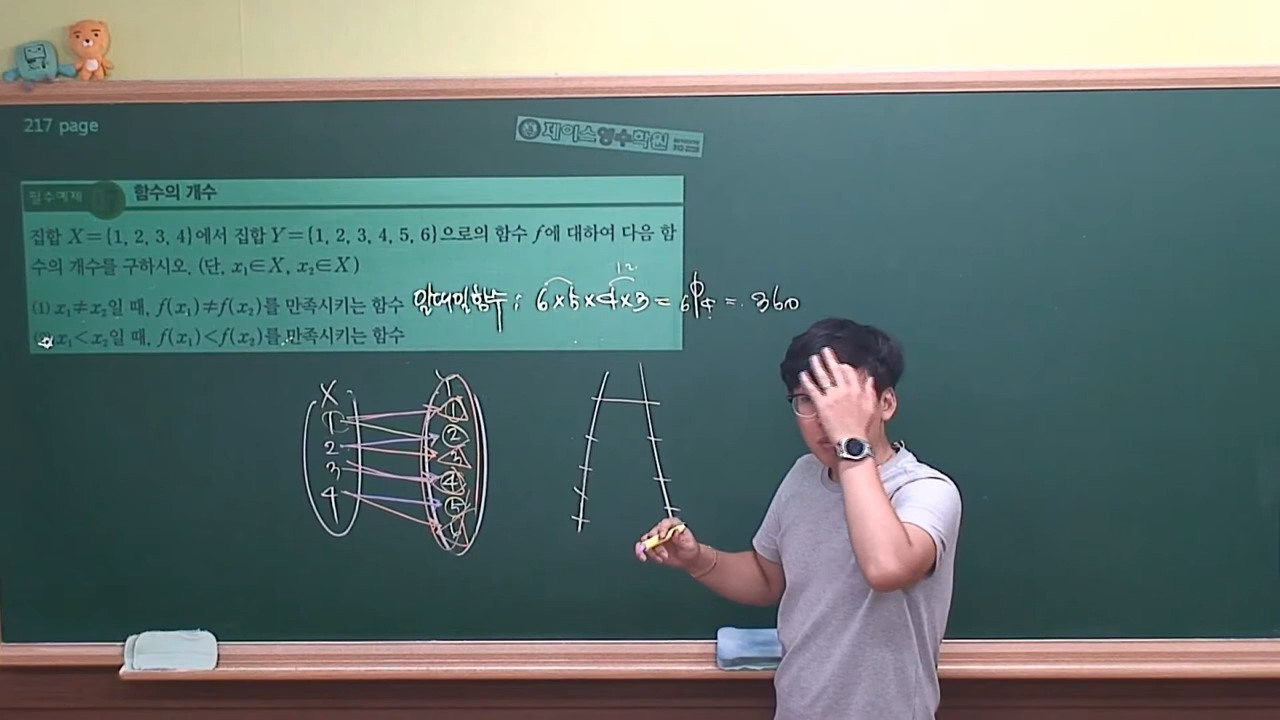 217 page
제이스영수학원
필수예제 함수의 개수
집합 X={1, 2, 3, 4}에서 집합 Y={1, 2, 3, 4, 5, 6}으로의 함수 f에 대하여 다음 함
수의 개수를 구하시오. (단, x₁∈X, x₂∈X)
12
(1) x₁≠x₂일 때, f(x₁)≠f(x₂)를 만족시키는 함수 일대일함수 : 6×5×4×3 = ₆P₄ = 360
x₁<x₂일 때, f(x₁)<f(x₂)를 만족시키는 함수
X Y
1 1
2 2
3 3
4 4
5